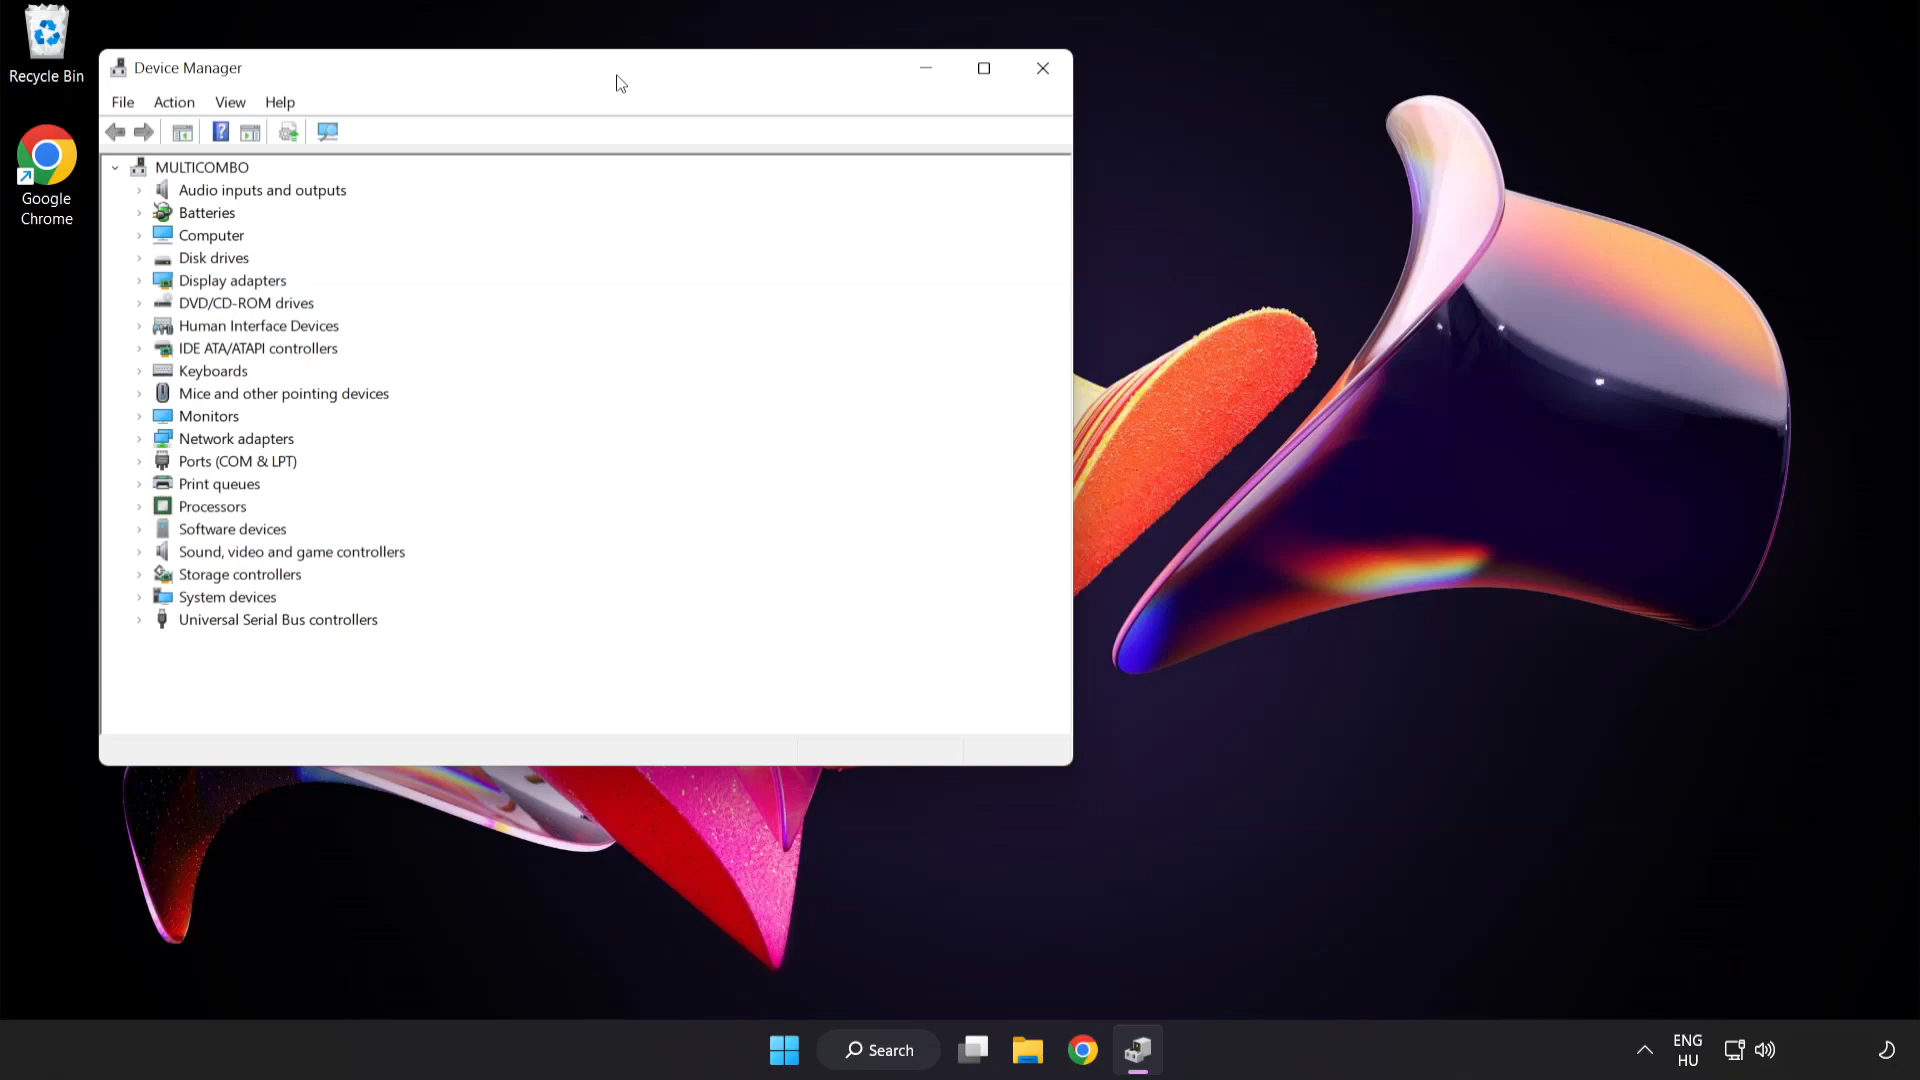 Recycle Bin
Google
Chrome
Device Manager
File Action View Help
MULTICOMBO
Audio inputs and outputs
Batteries
Computer
Disk drives
Display adapters
DVD/CD-ROM drives
Human Interface Devices
IDE ATA/ATAPI controllers
Keyboards
Mice and other pointing devices
Monitors
Network adapters
Ports (COM & LPT)
Print queues
Processors
Software devices
Sound, video and game controllers
Storage controllers
System devices
Universal Serial Bus controllers
Search
ENG
HU